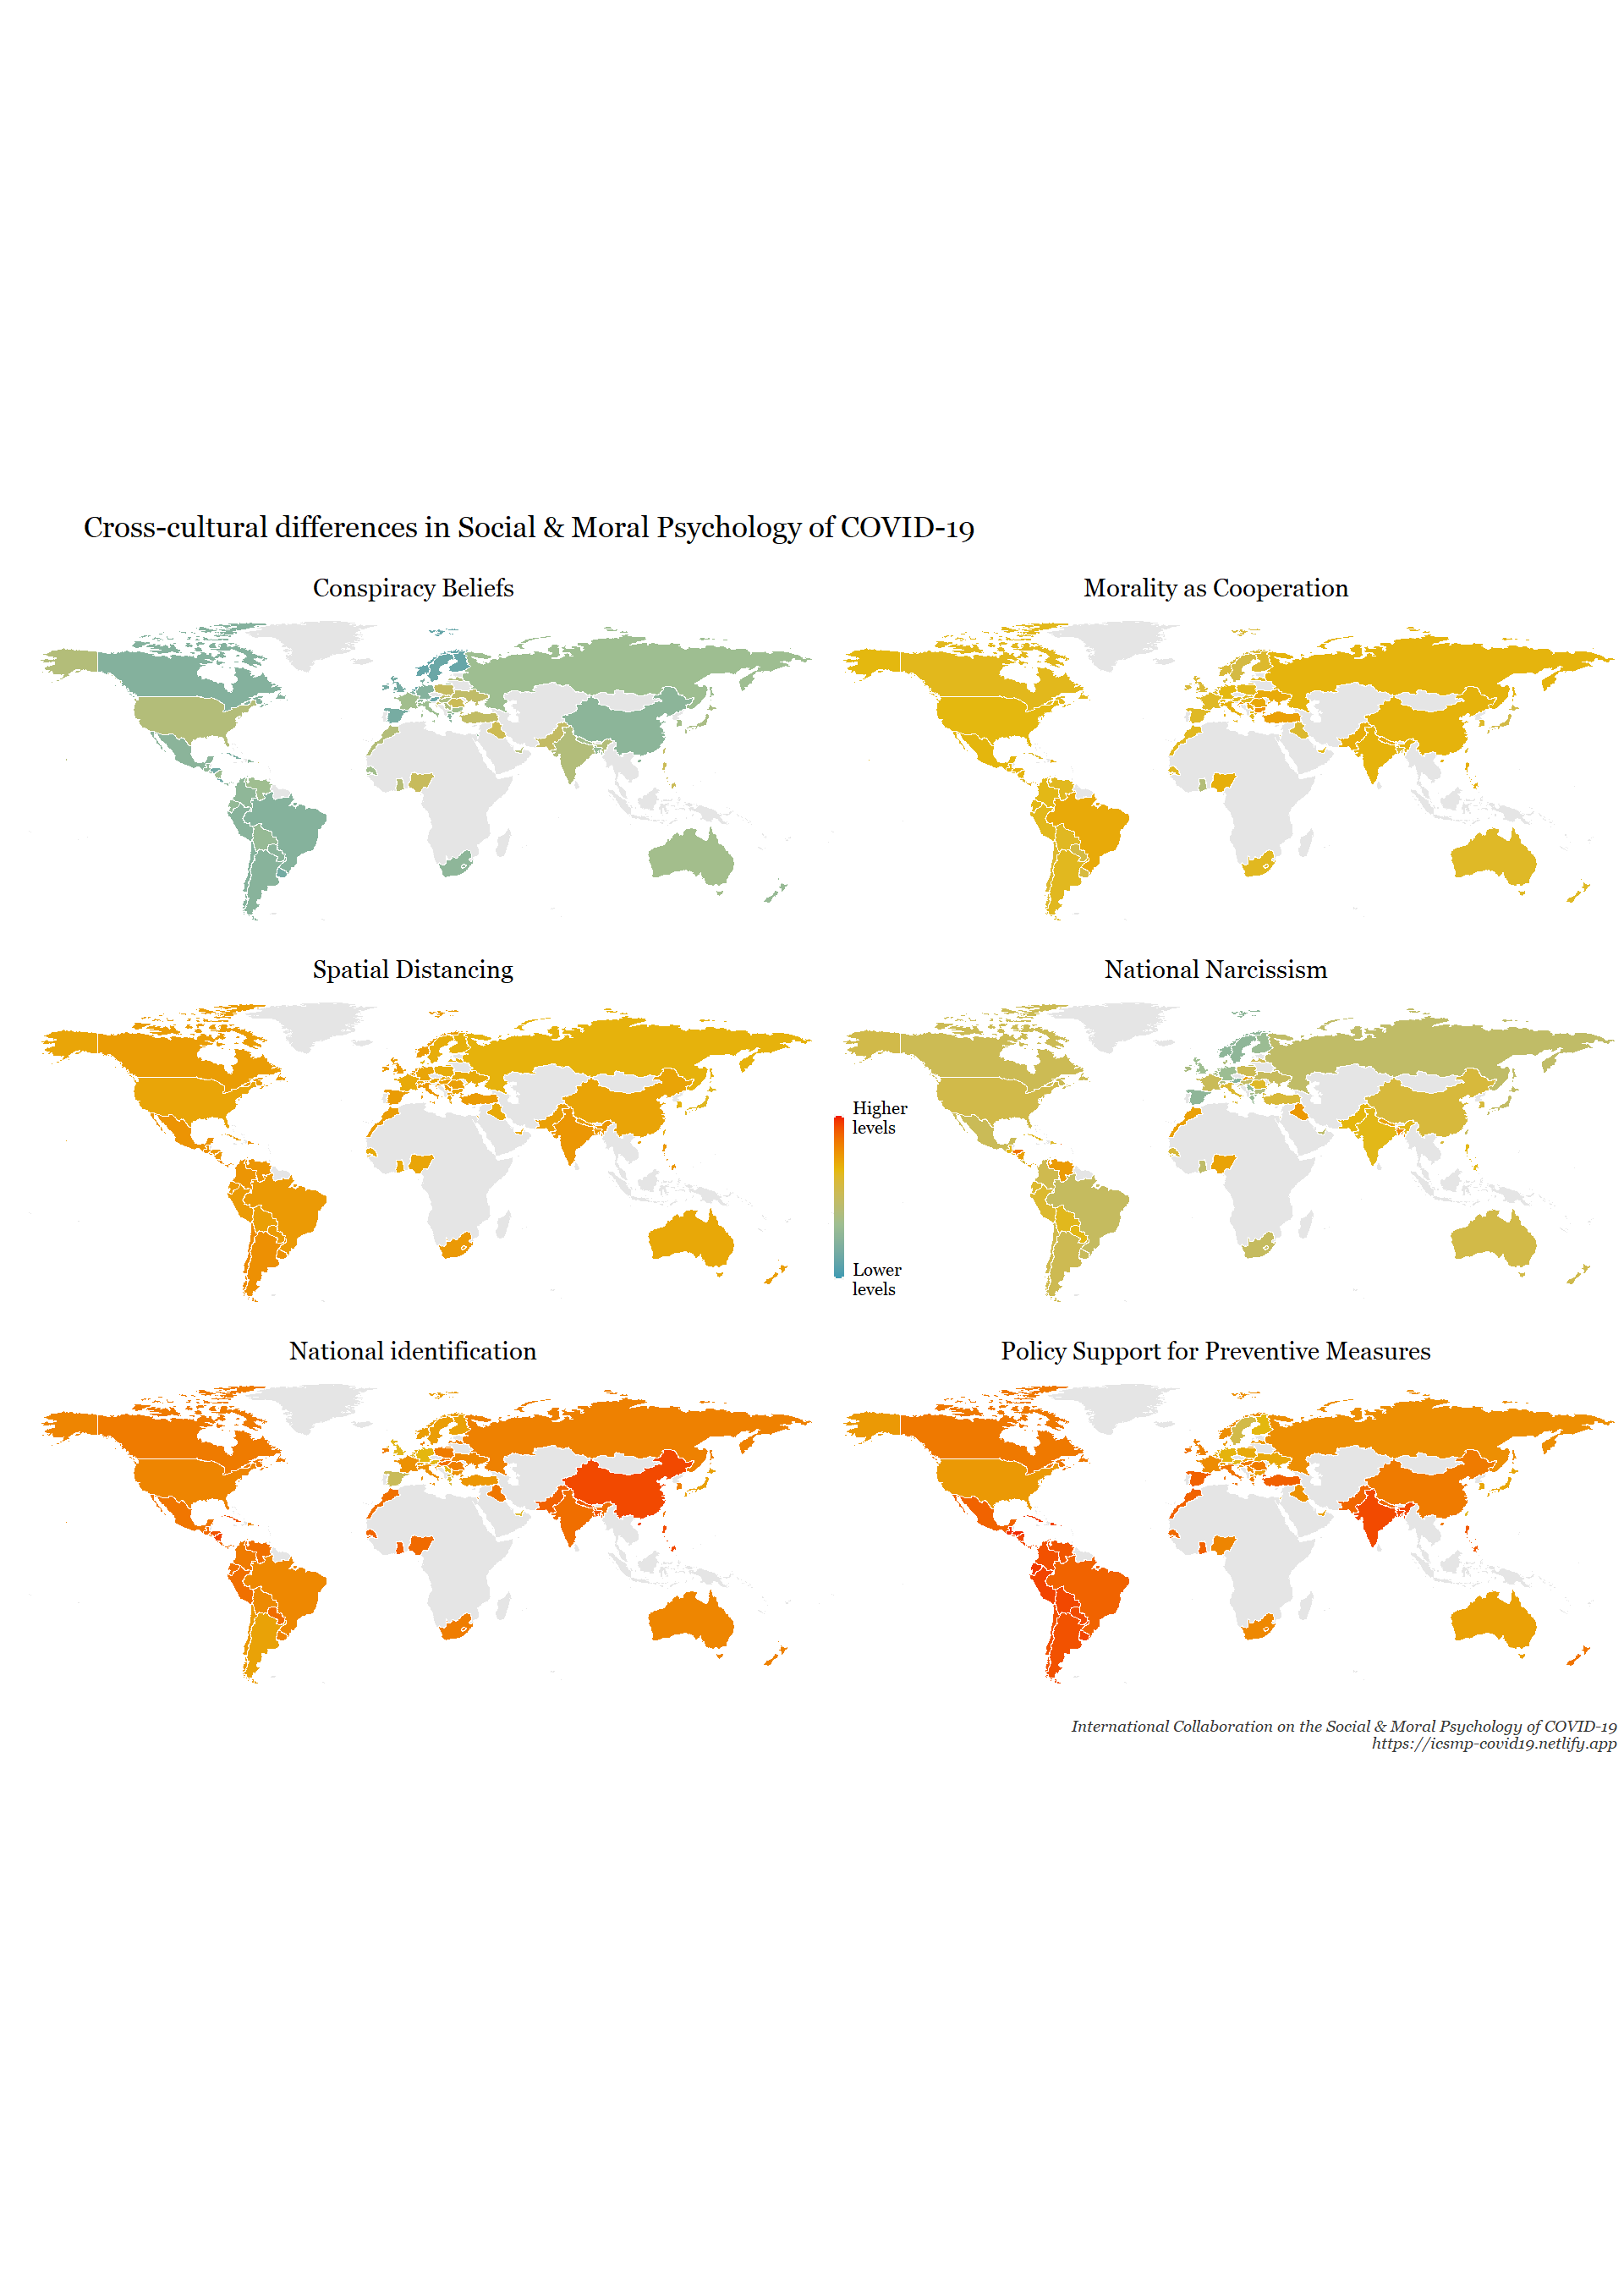 Cross-cultural differences in Social & Moral Psychology of COVID-19
Conspiracy Beliefs
Morality as Cooperation
Spatial Distancing
National Narcissism
Higher
levels
Lower
levels
National identification
Policy Support for Preventive Measures
International Collaboration on the Social & Moral Psychology of COVID-19
https://icsmp-covid19.netlify.app